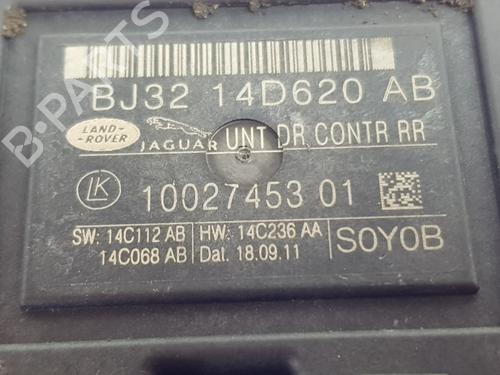 BJ32 14D620 AB
LAND-ROVER JAGUAR UNT DR CONTR RR
LK 10027453 01
SW: 14C112 AB HW: 14C236 AA
14C068 AB Dat. 18.09.11
SOYOB
B-PARTS